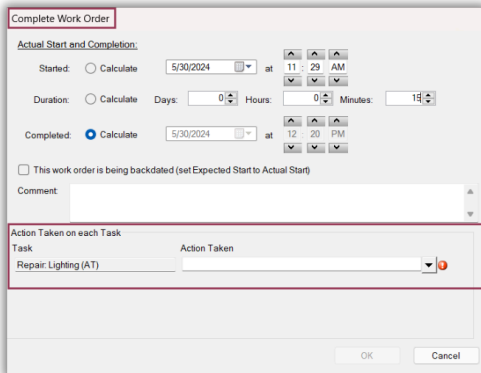 Complete Work Order
Actual Start and Completion:
Started: Calculate 5/30/2024 at 11 : 29 AM
Duration: Calculate Days: 0 Hours: 0 Minutes: 15
Completed: Calculate 5/30/2024 at 12 : 20 PM
This work order is being backdated (set Expected Start to Actual Start)
Comment:
Action Taken on each Task
Task Action Taken
Repair: Lighting (AT)
OK Cancel